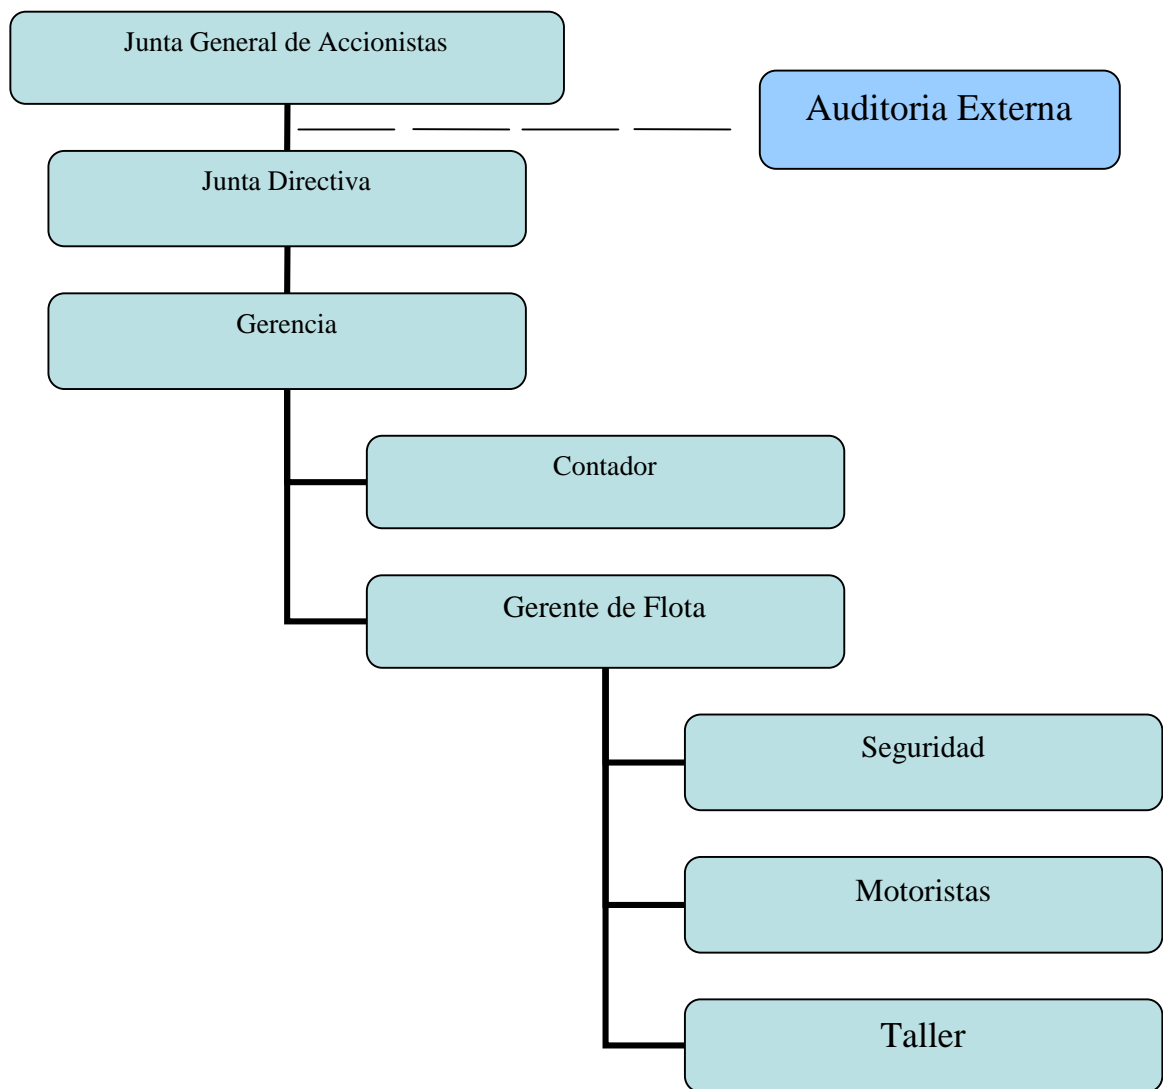 Junta General de Accionistas
Auditoria Externa
Junta Directiva
Gerencia
Contador
Gerente de Flota
Seguridad
Motoristas
Taller